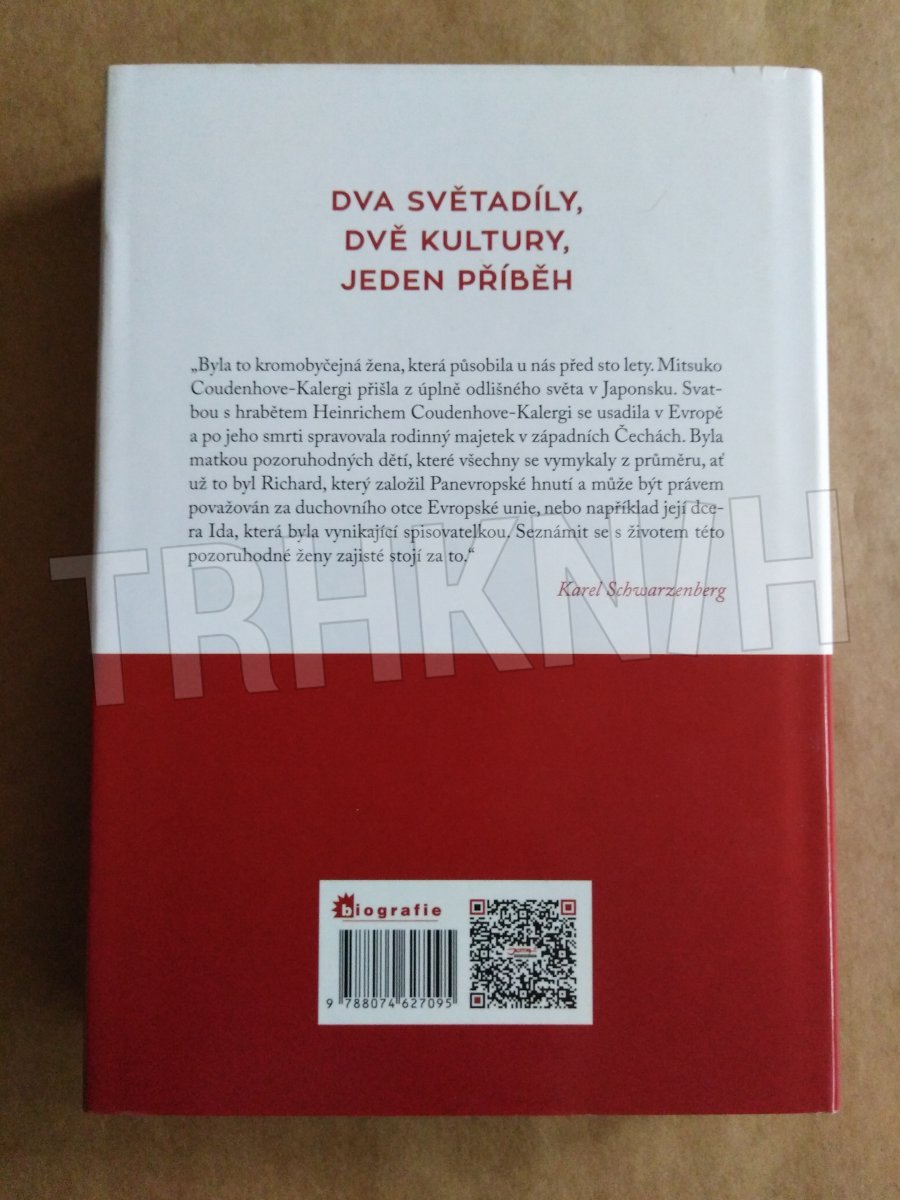 DVA SVĚTADÍLY,
DVĚ KULTURY,
JEDEN PŘÍBĚH
„Byla to kromobyčejná žena, která působila u nás před sto lety. Mitsuko
Coudenhove-Kalergi přišla z úplně odlišného světa v Japonsku. Svat-
bou s hrabětem Heinrichem Coudenhove-Kalergi se usadila v Evropě
a po jeho smrti spravovala rodinný majetek v západních Čechách. Byla
matkou pozoruhodných dětí, které všechny se vymykaly z průměru, ať
už to byl Richard, který založil Panevropské hnutí a může být právem
považován za duchovního otce Evropské unie, nebo například její dce-
ra Ida, která byla vynikající spisovatelkou. Seznámit se s životem této
pozoruhodné ženy zajisté stojí za to.“
Karel Schwarzenberg
TRHKNIH
biografie
9 788074 627095